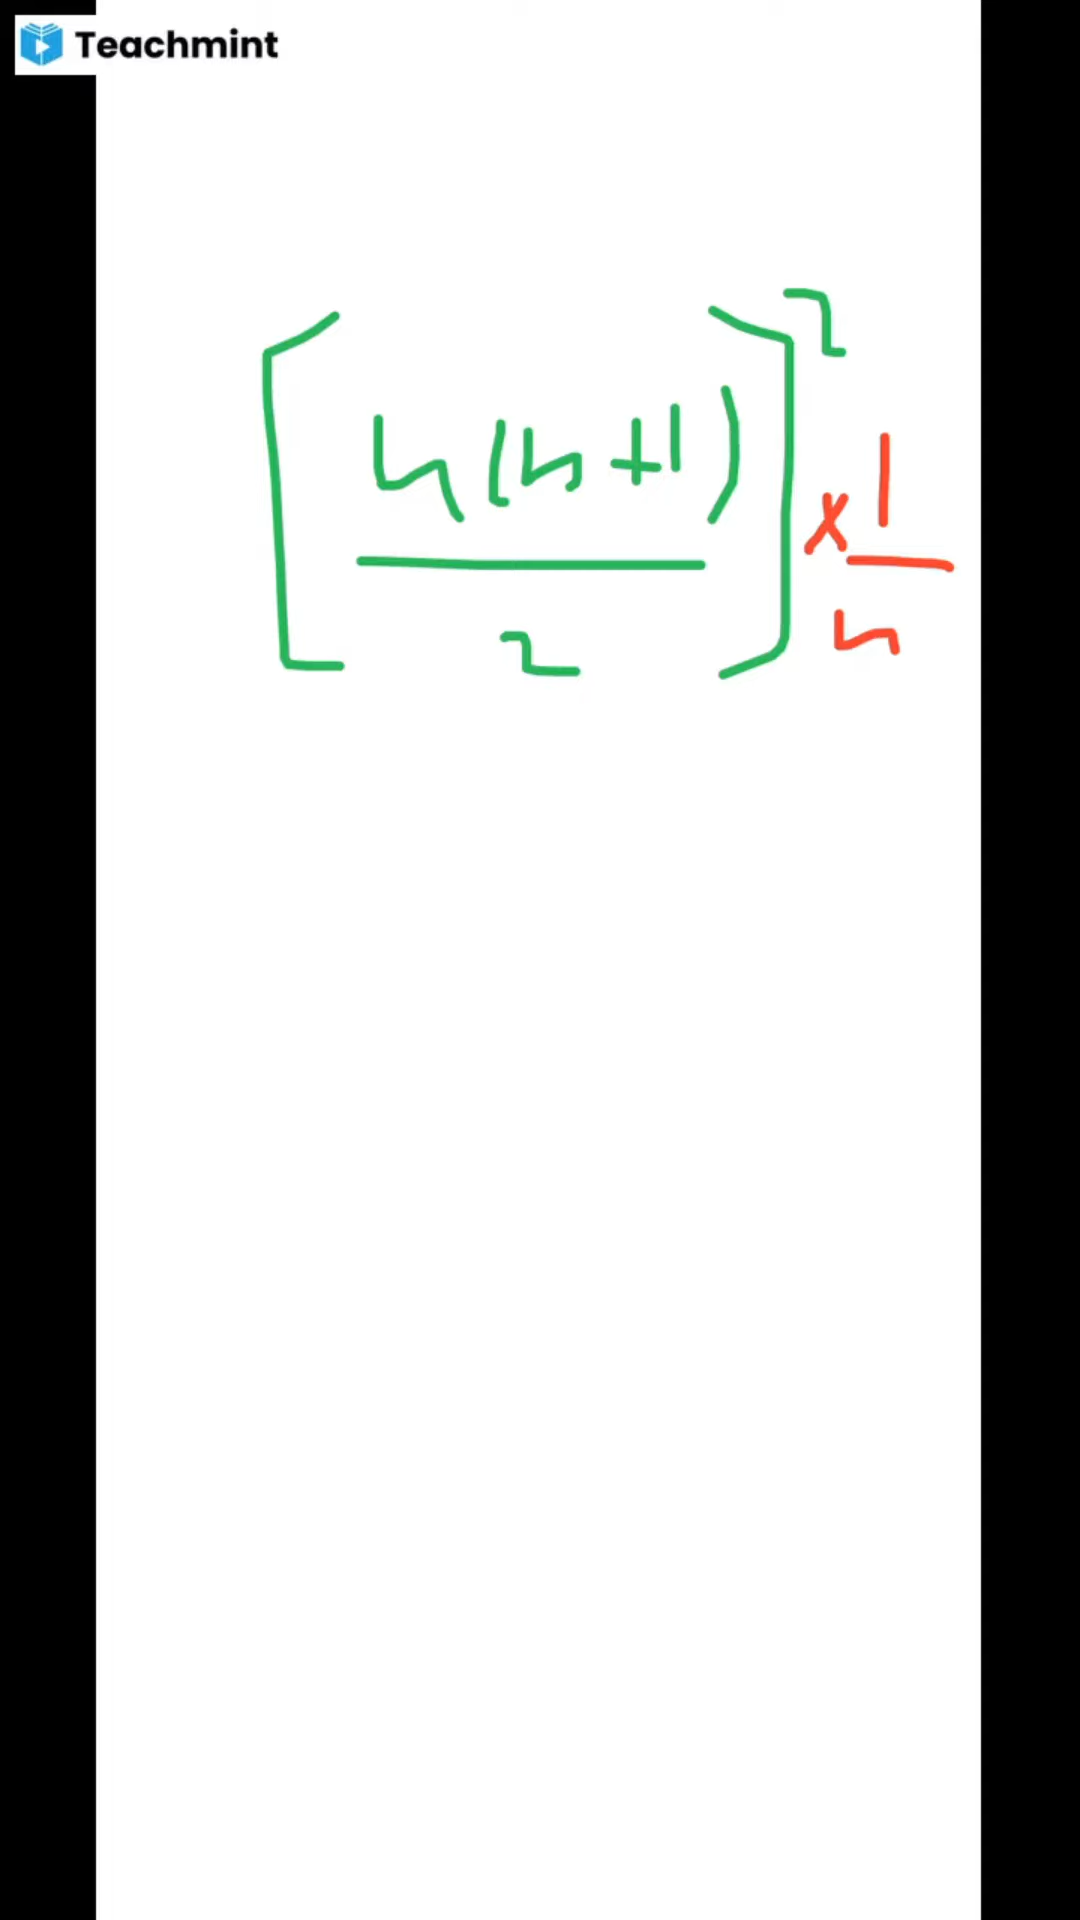 Teachmint
[n(n+1)/2]² × 1/n